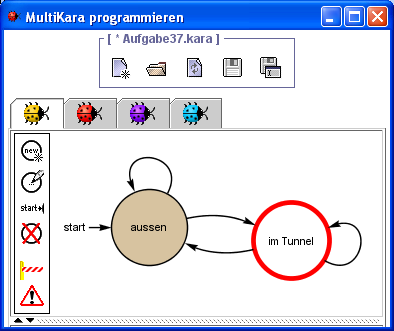 MultiKara programmieren
[ * Aufgabe37.kara ]
new
start
start
aussen
im Tunnel